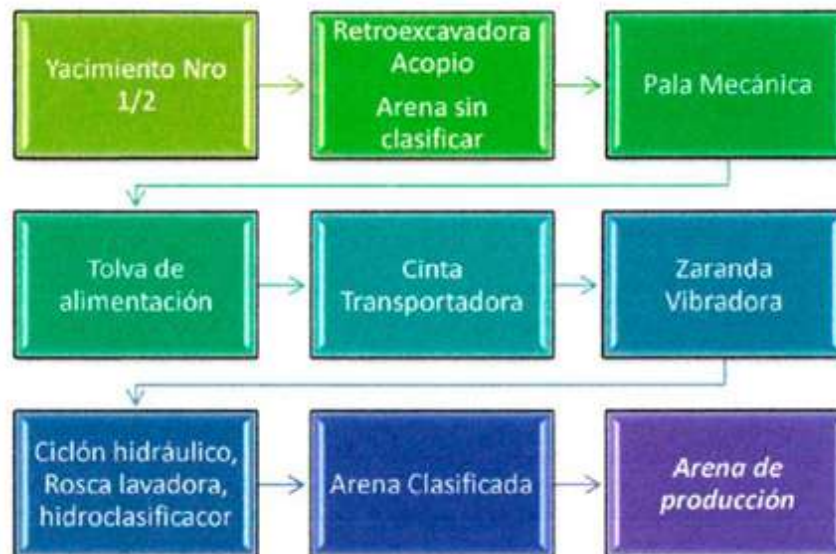 Yacimiento Nro
1/2
Retroexcavadora
Acopio
Arena sin
clasificar
Pala Mecánica
Tolva de
alimentación
Cinta
Transportadora
Zaranda
Vibradora
Ciclón hidráulico,
Rosca lavadora,
hidroclasificacor
Arena Clasificada
Arena de
producción